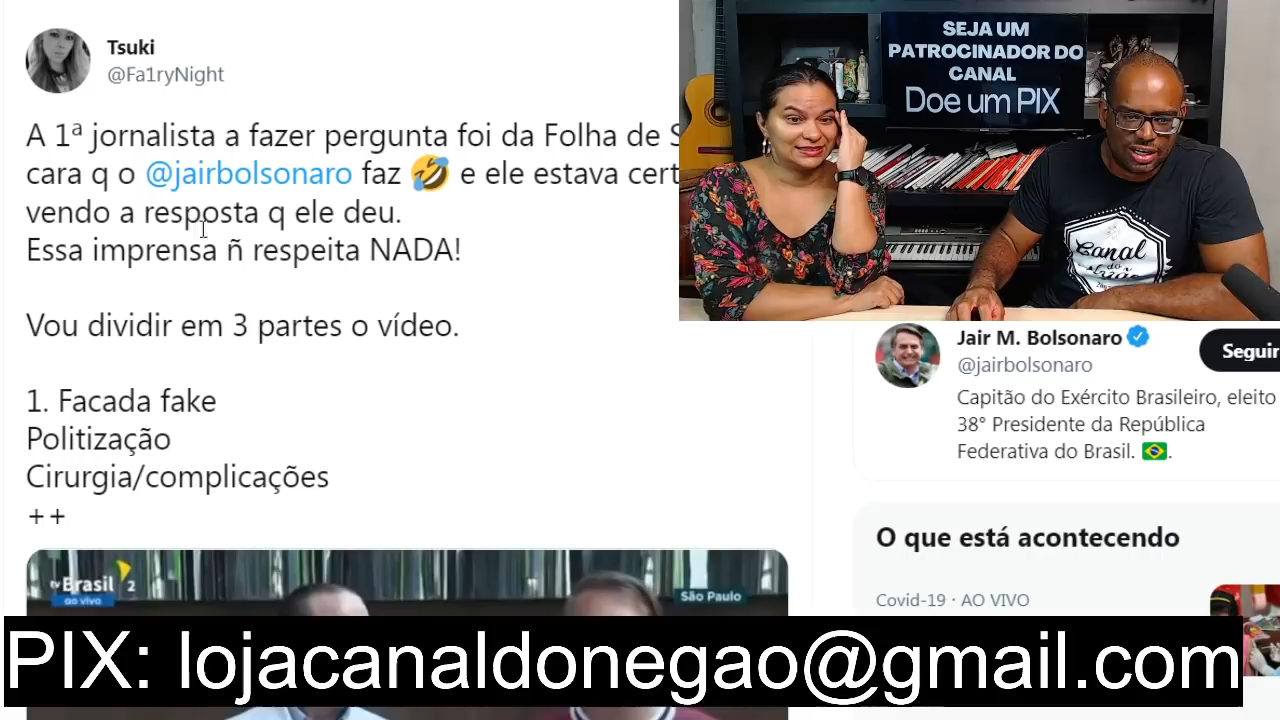 Tsuki
@Fa1ryNight
A 1ª jornalista a fazer pergunta foi da Folha de
cara q o @jairbolsonaro faz 🤣 e ele estava cert
vendo a resposta q ele deu.
Essa imprensa ñ respeita NADA!
Vou dividir em 3 partes o vídeo.
1. Facada fake
Politização
Cirurgia/complicações
++
tv Brasil 2
ao vivo
São Paulo
SEJA UM
PATROCINADOR DO
CANAL
Doe um PIX
Canal
do
Jair M. Bolsonaro
@jairbolsonaro
Seguir
Capitão do Exército Brasileiro, eleito
38° Presidente da República
Federativa do Brasil. 🇧🇷.
O que está acontecendo
Covid-19 · AO VIVO
PIX: lojacanaldonegao@gmail.com